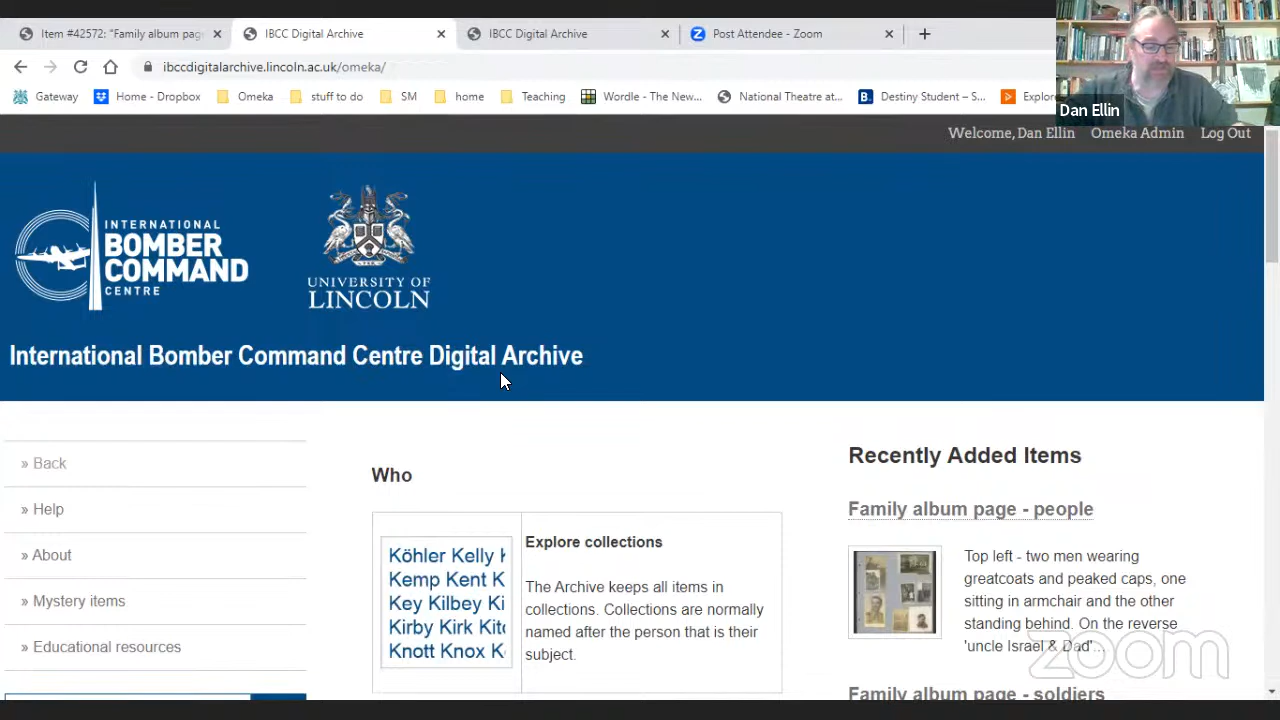 Item #42572: "Family album pag
IBCC Digital Archive
IBCC Digital Archive
Post Attendee - Zoom
ibccdigitalarchive.lincoln.ac.uk/omeka/
Gateway
Home - Dropbox
Omeka
stuff to do
SM
home
Teaching
Wordle - The New...
National Theatre at...
Destiny Student – S...
Explor
Dan Ellin
Welcome, Dan Ellin
Omeka Admin
Log Out
INTERNATIONAL
BOMBER
COMMAND
CENTRE
UNIVERSITY OF
LINCOLN
International Bomber Command Centre Digital Archive
» Back
» Help
» About
» Mystery items
» Educational resources
Who
Köhler Kelly K
Kemp Kent K
Key Kilbey Ki
Kirby Kirk Kitc
Knott Knox K
Explore collections
The Archive keeps all items in
collections. Collections are normally
named after the person that is their
subject.
Recently Added Items
Family album page - people
Top left - two men wearing
greatcoats and peaked caps, one
sitting in armchair and the other
standing behind. On the reverse
'uncle Israel & Dad'...
Family album page - soldiers
zoom